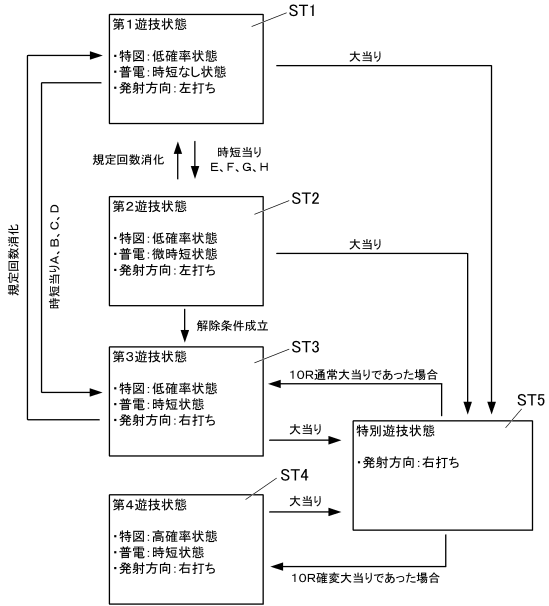 ST1
第1遊技状態
・特図：低確率状態
・普電：時短なし状態
・発射方向：左打ち
大当り
規定回数消化
時短当り
E、F、G、H
規定回数消化
時短当りA、B、C、D
ST2
第2遊技状態
・特図：低確率状態
・普電：微時短状態
・発射方向：左打ち
大当り
解除条件成立
ST3
第3遊技状態
・特図：低確率状態
・普電：時短状態
・発射方向：右打ち
10R通常大当りであった場合
大当り
ST5
特別遊技状態
・発射方向：右打ち
ST4
第4遊技状態
・特図：高確率状態
・普電：時短状態
・発射方向：右打ち
大当り
10R確変大当りであった場合